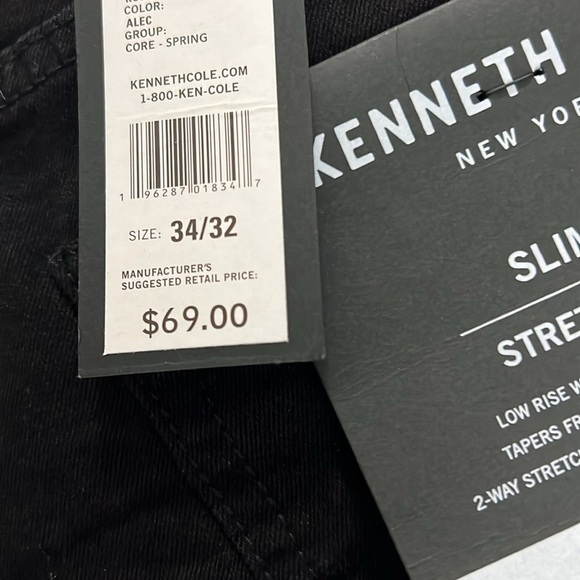 COLOR:
ALEC
GROUP:
CORE - SPRING
KENNETHCOLE.COM
1-800-KEN-COLE
1 96287 01834 7
SIZE: 34/32
MANUFACTURER'S
SUGGESTED RETAIL PRICE:
$69.00
KENNETH
NEW YO
SLIM
STRET
LOW RISE W
TAPERS FR
2-WAY STRETCH